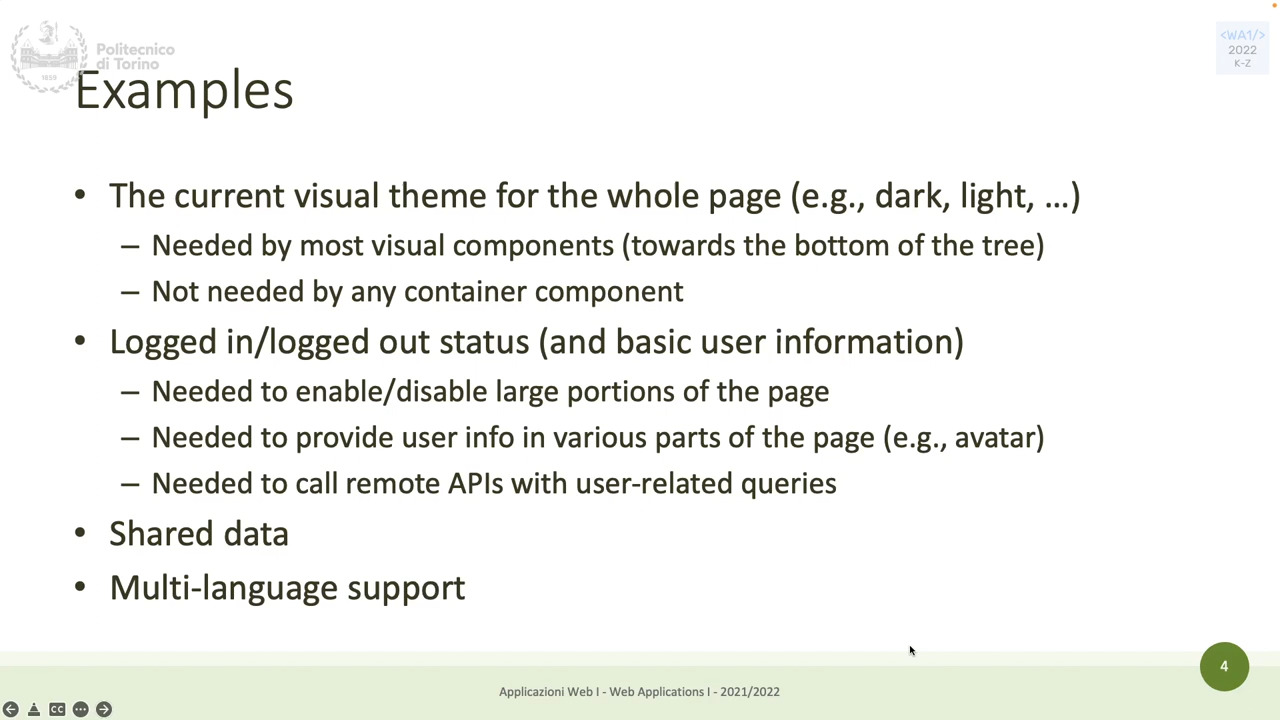 Politecnico
di Torino
1859
<WA1/>
2022
K-Z
Examples
• The current visual theme for the whole page (e.g., dark, light, …)
– Needed by most visual components (towards the bottom of the tree)
– Not needed by any container component
• Logged in/logged out status (and basic user information)
– Needed to enable/disable large portions of the page
– Needed to provide user info in various parts of the page (e.g., avatar)
– Needed to call remote APIs with user-related queries
• Shared data
• Multi-language support
4
Applicazioni Web I - Web Applications I - 2021/2022
CC